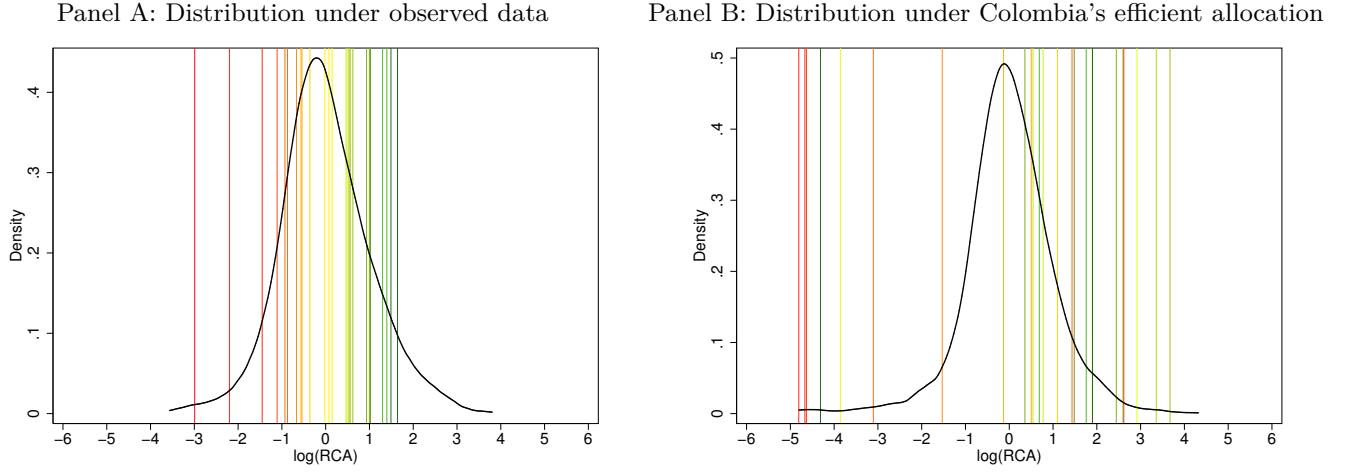 Panel A: Distribution under observed data
Panel B: Distribution under Colombia's efficient allocation
Density
0 .1 .2 .3 .4
−6 −5 −4 −3 −2 −1 0 1 2 3 4 5 6
log(RCA)
Density
0 .1 .2 .3 .4 .5
−6 −5 −4 −3 −2 −1 0 1 2 3 4 5 6
log(RCA)